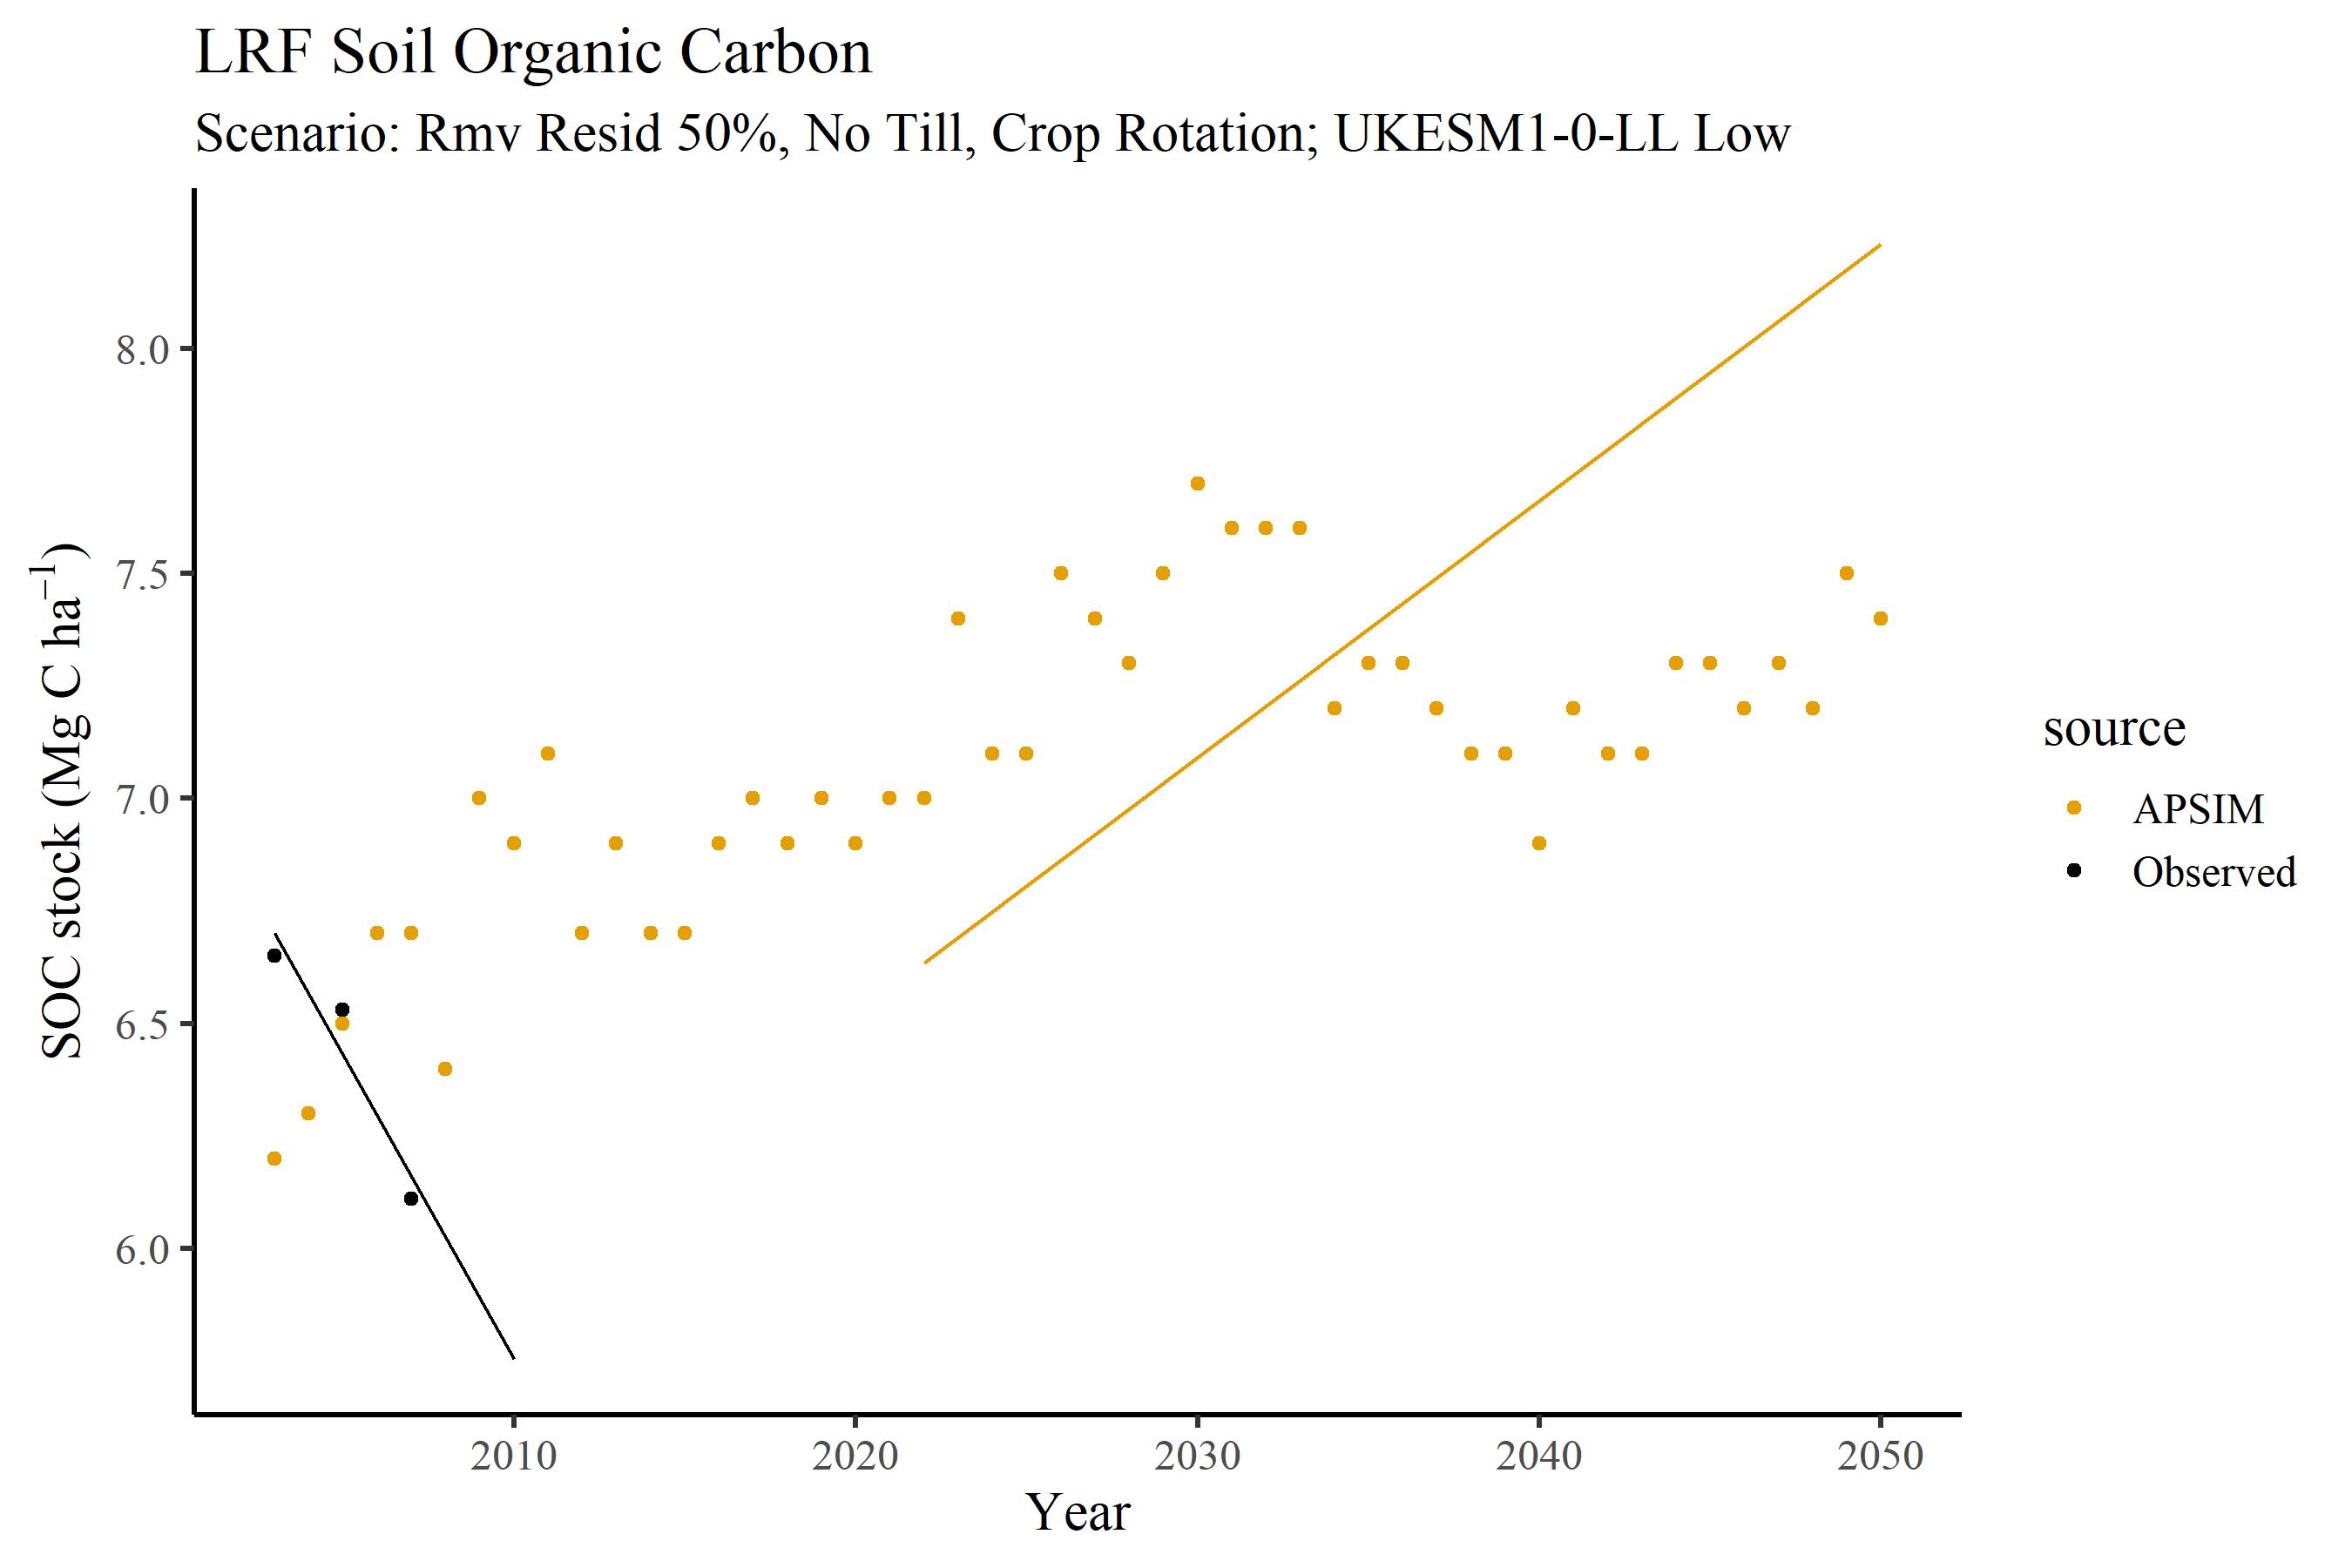 LRF Soil Organic Carbon
Scenario: Rmv Resid 50%, No Till, Crop Rotation; UKESM1-0-LL Low
SOC stock (Mg C ha⁻¹)
8.0
7.5
7.0
6.5
6.0
2010 2020 2030 2040 2050
Year
source
APSIM
Observed